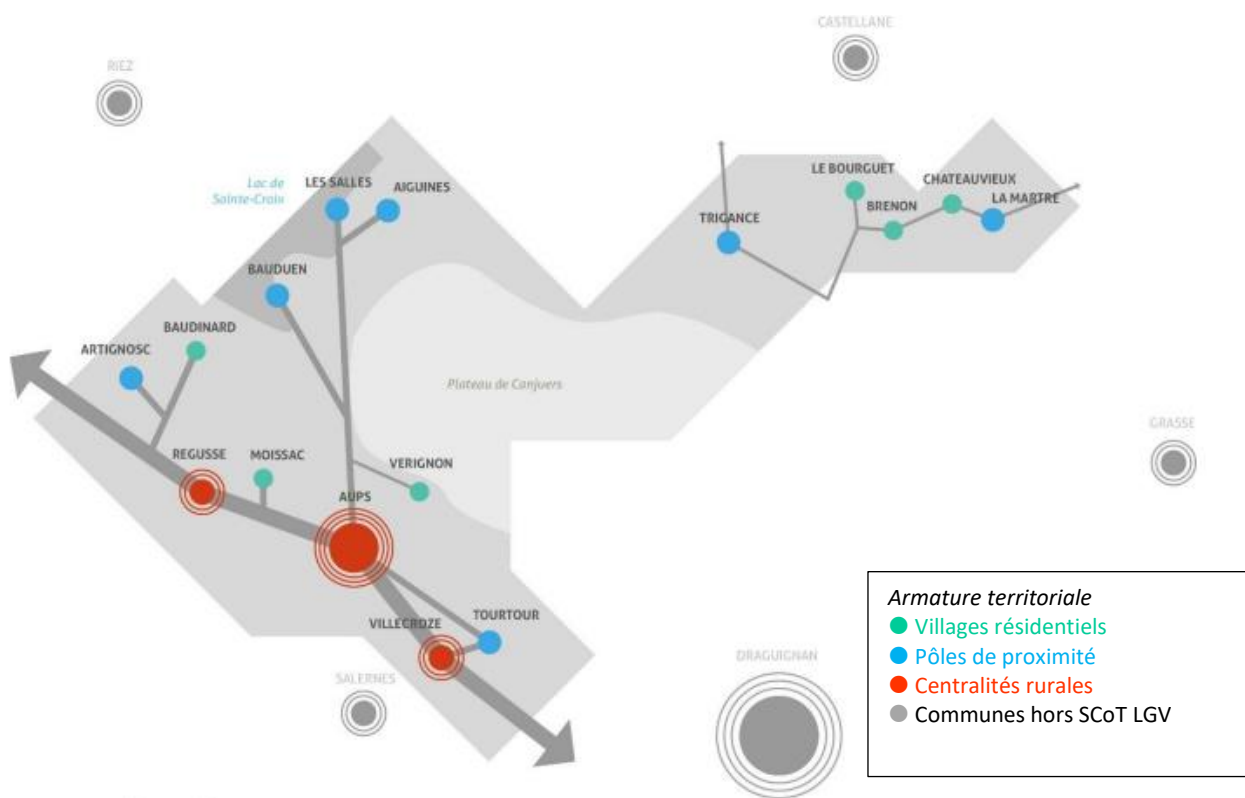 CASTELLANE
RIEZ
LE BOURGUET
LES SALLES
Lac de
Sainte-Croix
AIGUINES
CHATEAUVIEUX
LA MARTRE
BRENON
TRIGANCE
BAUDUEN
BAUDINARD
ARTIGNOSC
Plateau de Canjuers
GRASSE
REGUSSE
MOISSAC
VERIGNON
AUPS
VILLECROZE
TOURTOUR
SALERNES
DRAGUIGNAN
Armature territoriale
Villages résidentiels
Pôles de proximité
Centralités rurales
Communes hors SCoT LGV